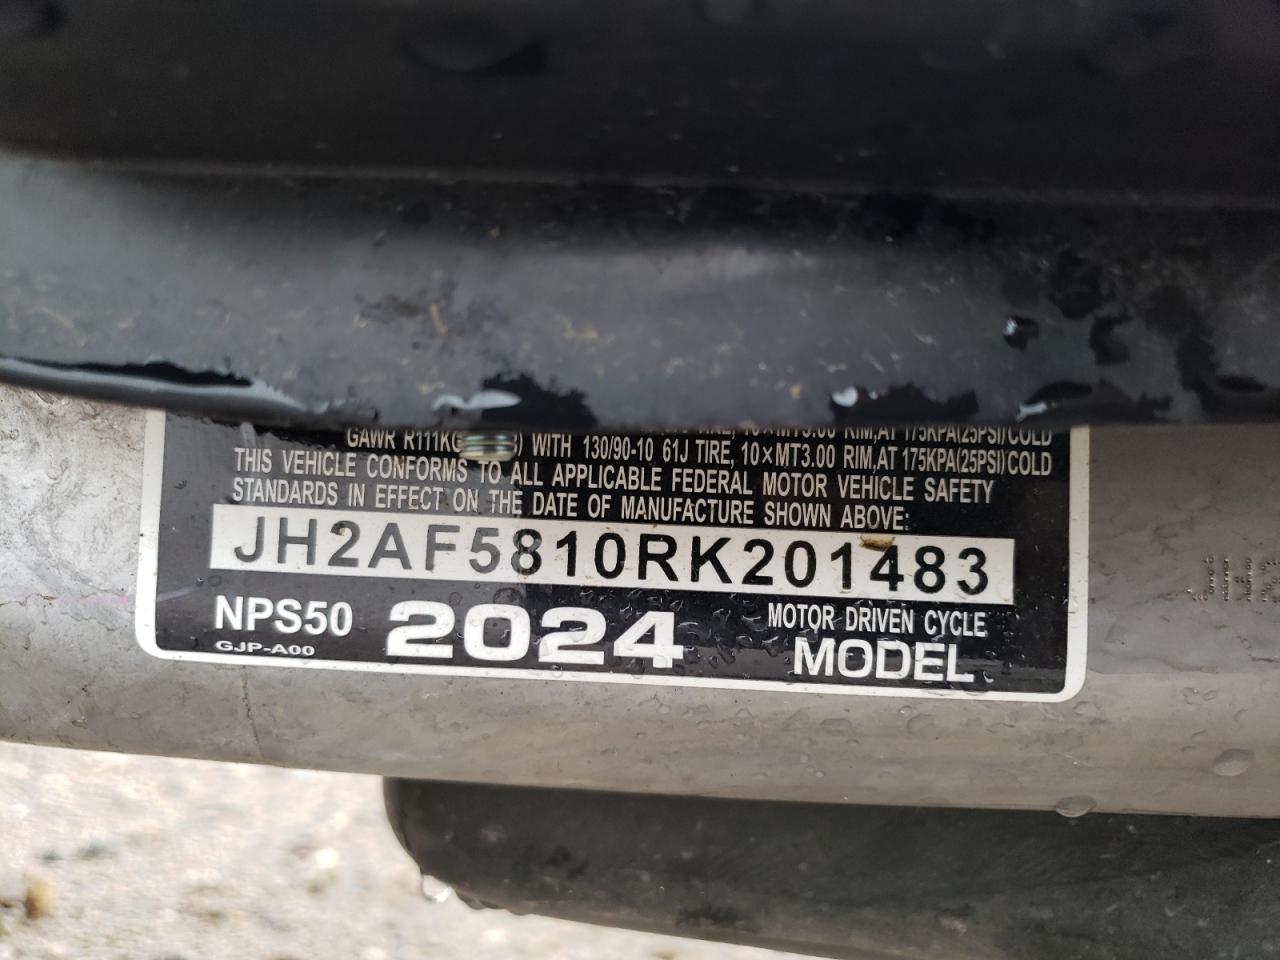 GAWR R111KG WITH 130/90-10 61J TIRE, 10×MT3.00 RIM,AT 175KPA(25PSI)COLD
THIS VEHICLE CONFORMS TO ALL APPLICABLE FEDERAL MOTOR VEHICLE SAFETY
STANDARDS IN EFFECT ON THE DATE OF MANUFACTURE SHOWN ABOVE:
JH2AF5810RK201483
NPS50 2024 MOTOR DRIVEN CYCLE
GJP-A00 MODEL